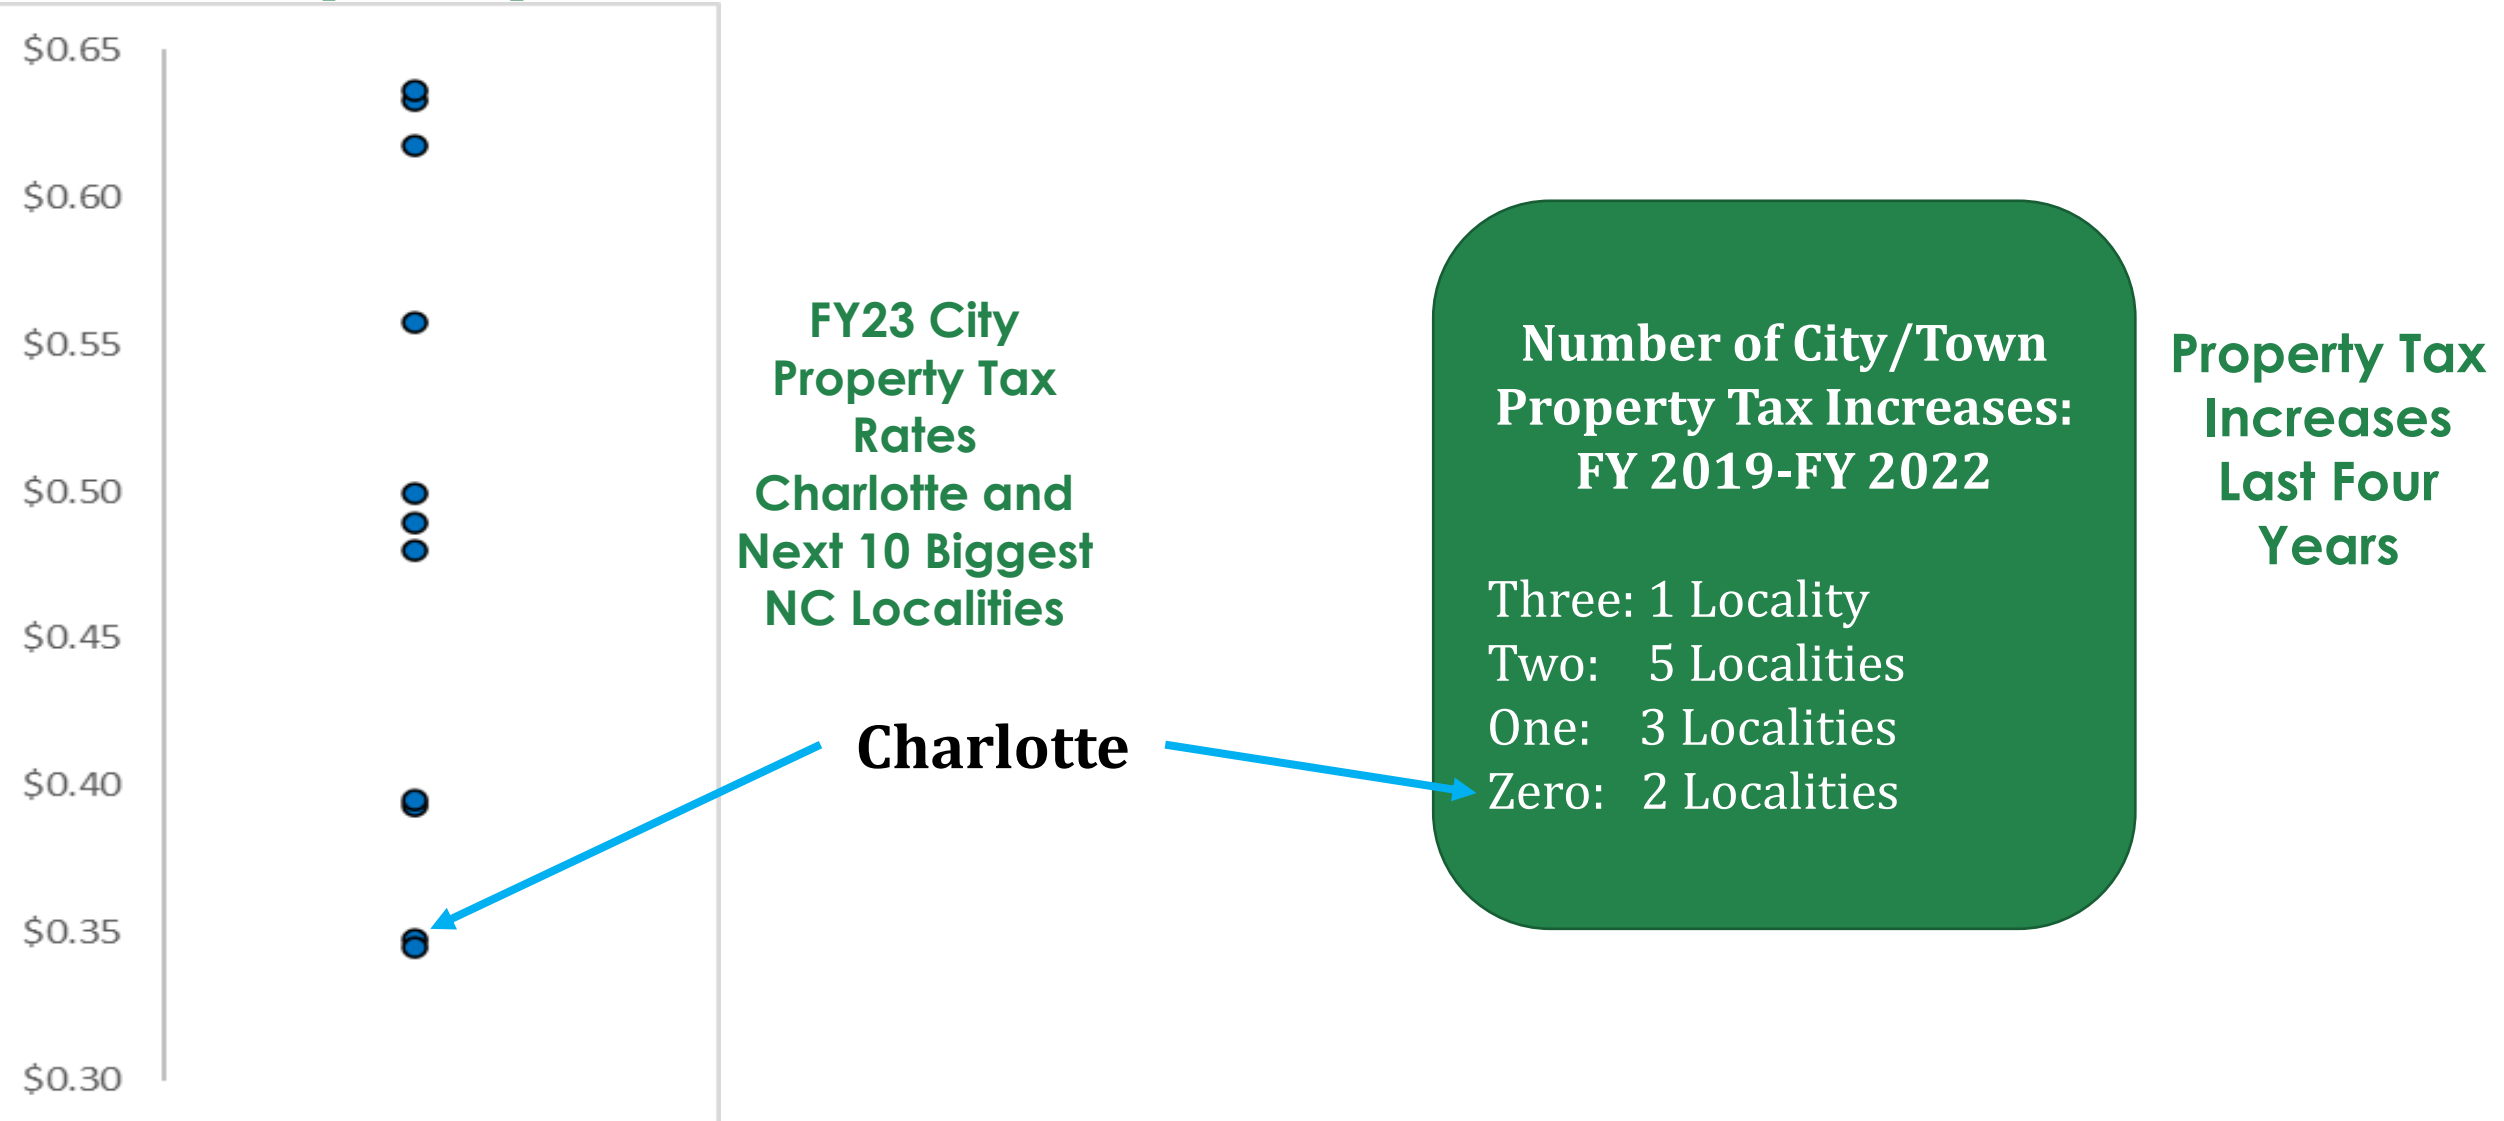 $0.65
$0.60
$0.55
$0.50
$0.45
$0.40
$0.35
$0.30
FY23 City
Property Tax
Rates
Charlotte and
Next 10 Biggest
NC Localities
Charlotte
Number of City/Town
Property Tax Increases:
FY 2019-FY 2022
Three: 1 Locality
Two: 5 Localities
One: 3 Localities
Zero: 2 Localities
Property Tax
Increases
Last Four
Years